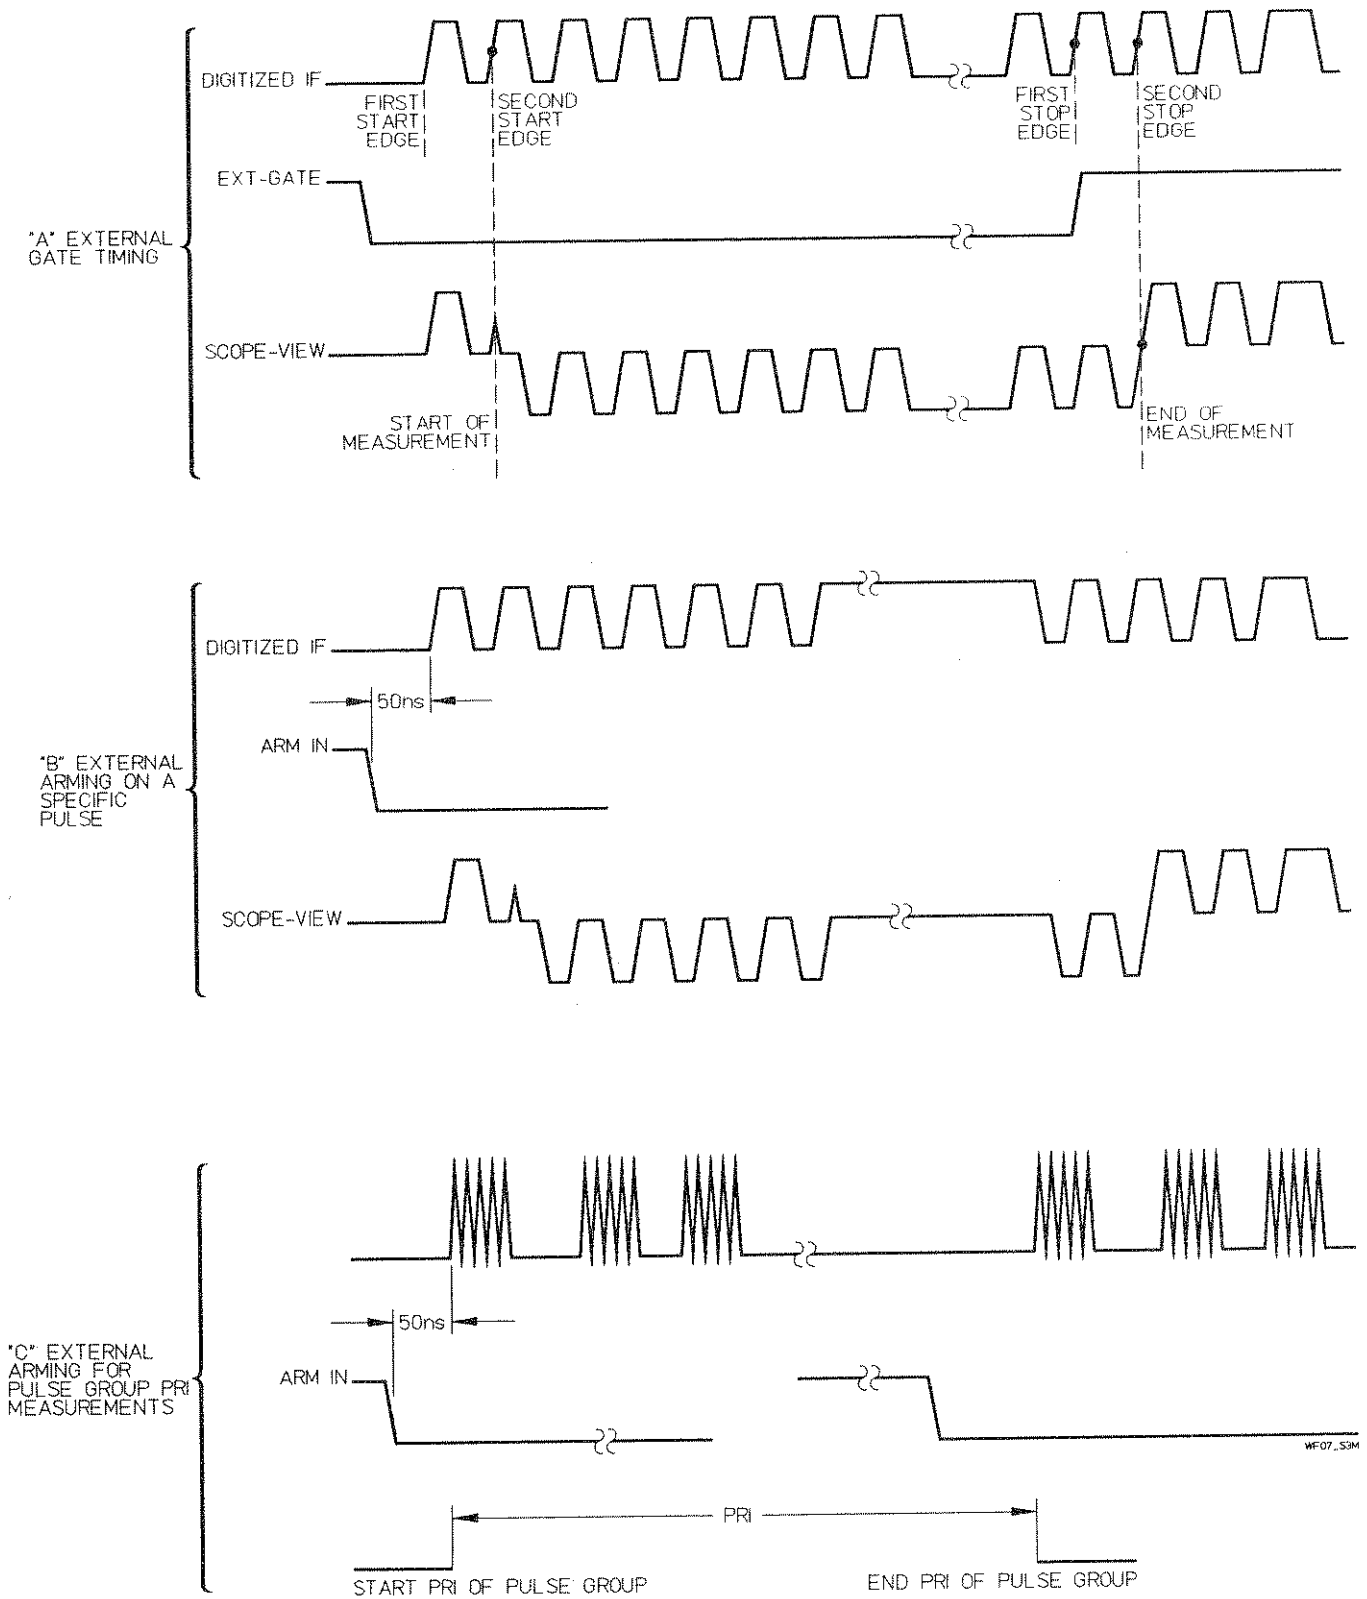 DIGITIZED IF
FIRST
START
EDGE
SECOND
START
EDGE
FIRST
STOP
EDGE
SECOND
STOP
EDGE
EXT-GATE
"A" EXTERNAL
GATE TIMING
SCOPE-VIEW
START OF
MEASUREMENT
END OF
MEASUREMENT
DIGITIZED IF
50ns
ARM IN
"B" EXTERNAL
ARMING ON A
SPECIFIC
PULSE
SCOPE-VIEW
50ns
"C" EXTERNAL
ARMING FOR
PULSE GROUP PRI
MEASUREMENTS
ARM IN
WF07_S3M
PRI
START PRI OF PULSE GROUP
END PRI OF PULSE GROUP